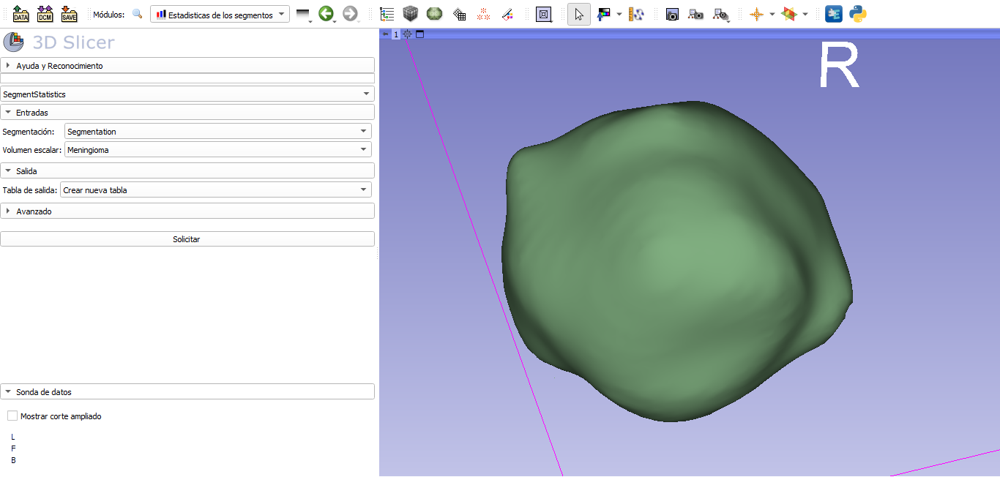 DATA DCM SAVE Módulos: Estadisticas de los segmentos
3D Slicer
1
R
Ayuda y Reconocimiento
SegmentStatistics
Entradas
Segmentación: Segmentation
Volumen escalar: Meningioma
Salida
Tabla de salida: Crear nueva tabla
Avanzado
Solicitar
Sonda de datos
Mostrar corte ampliado
L
F
B